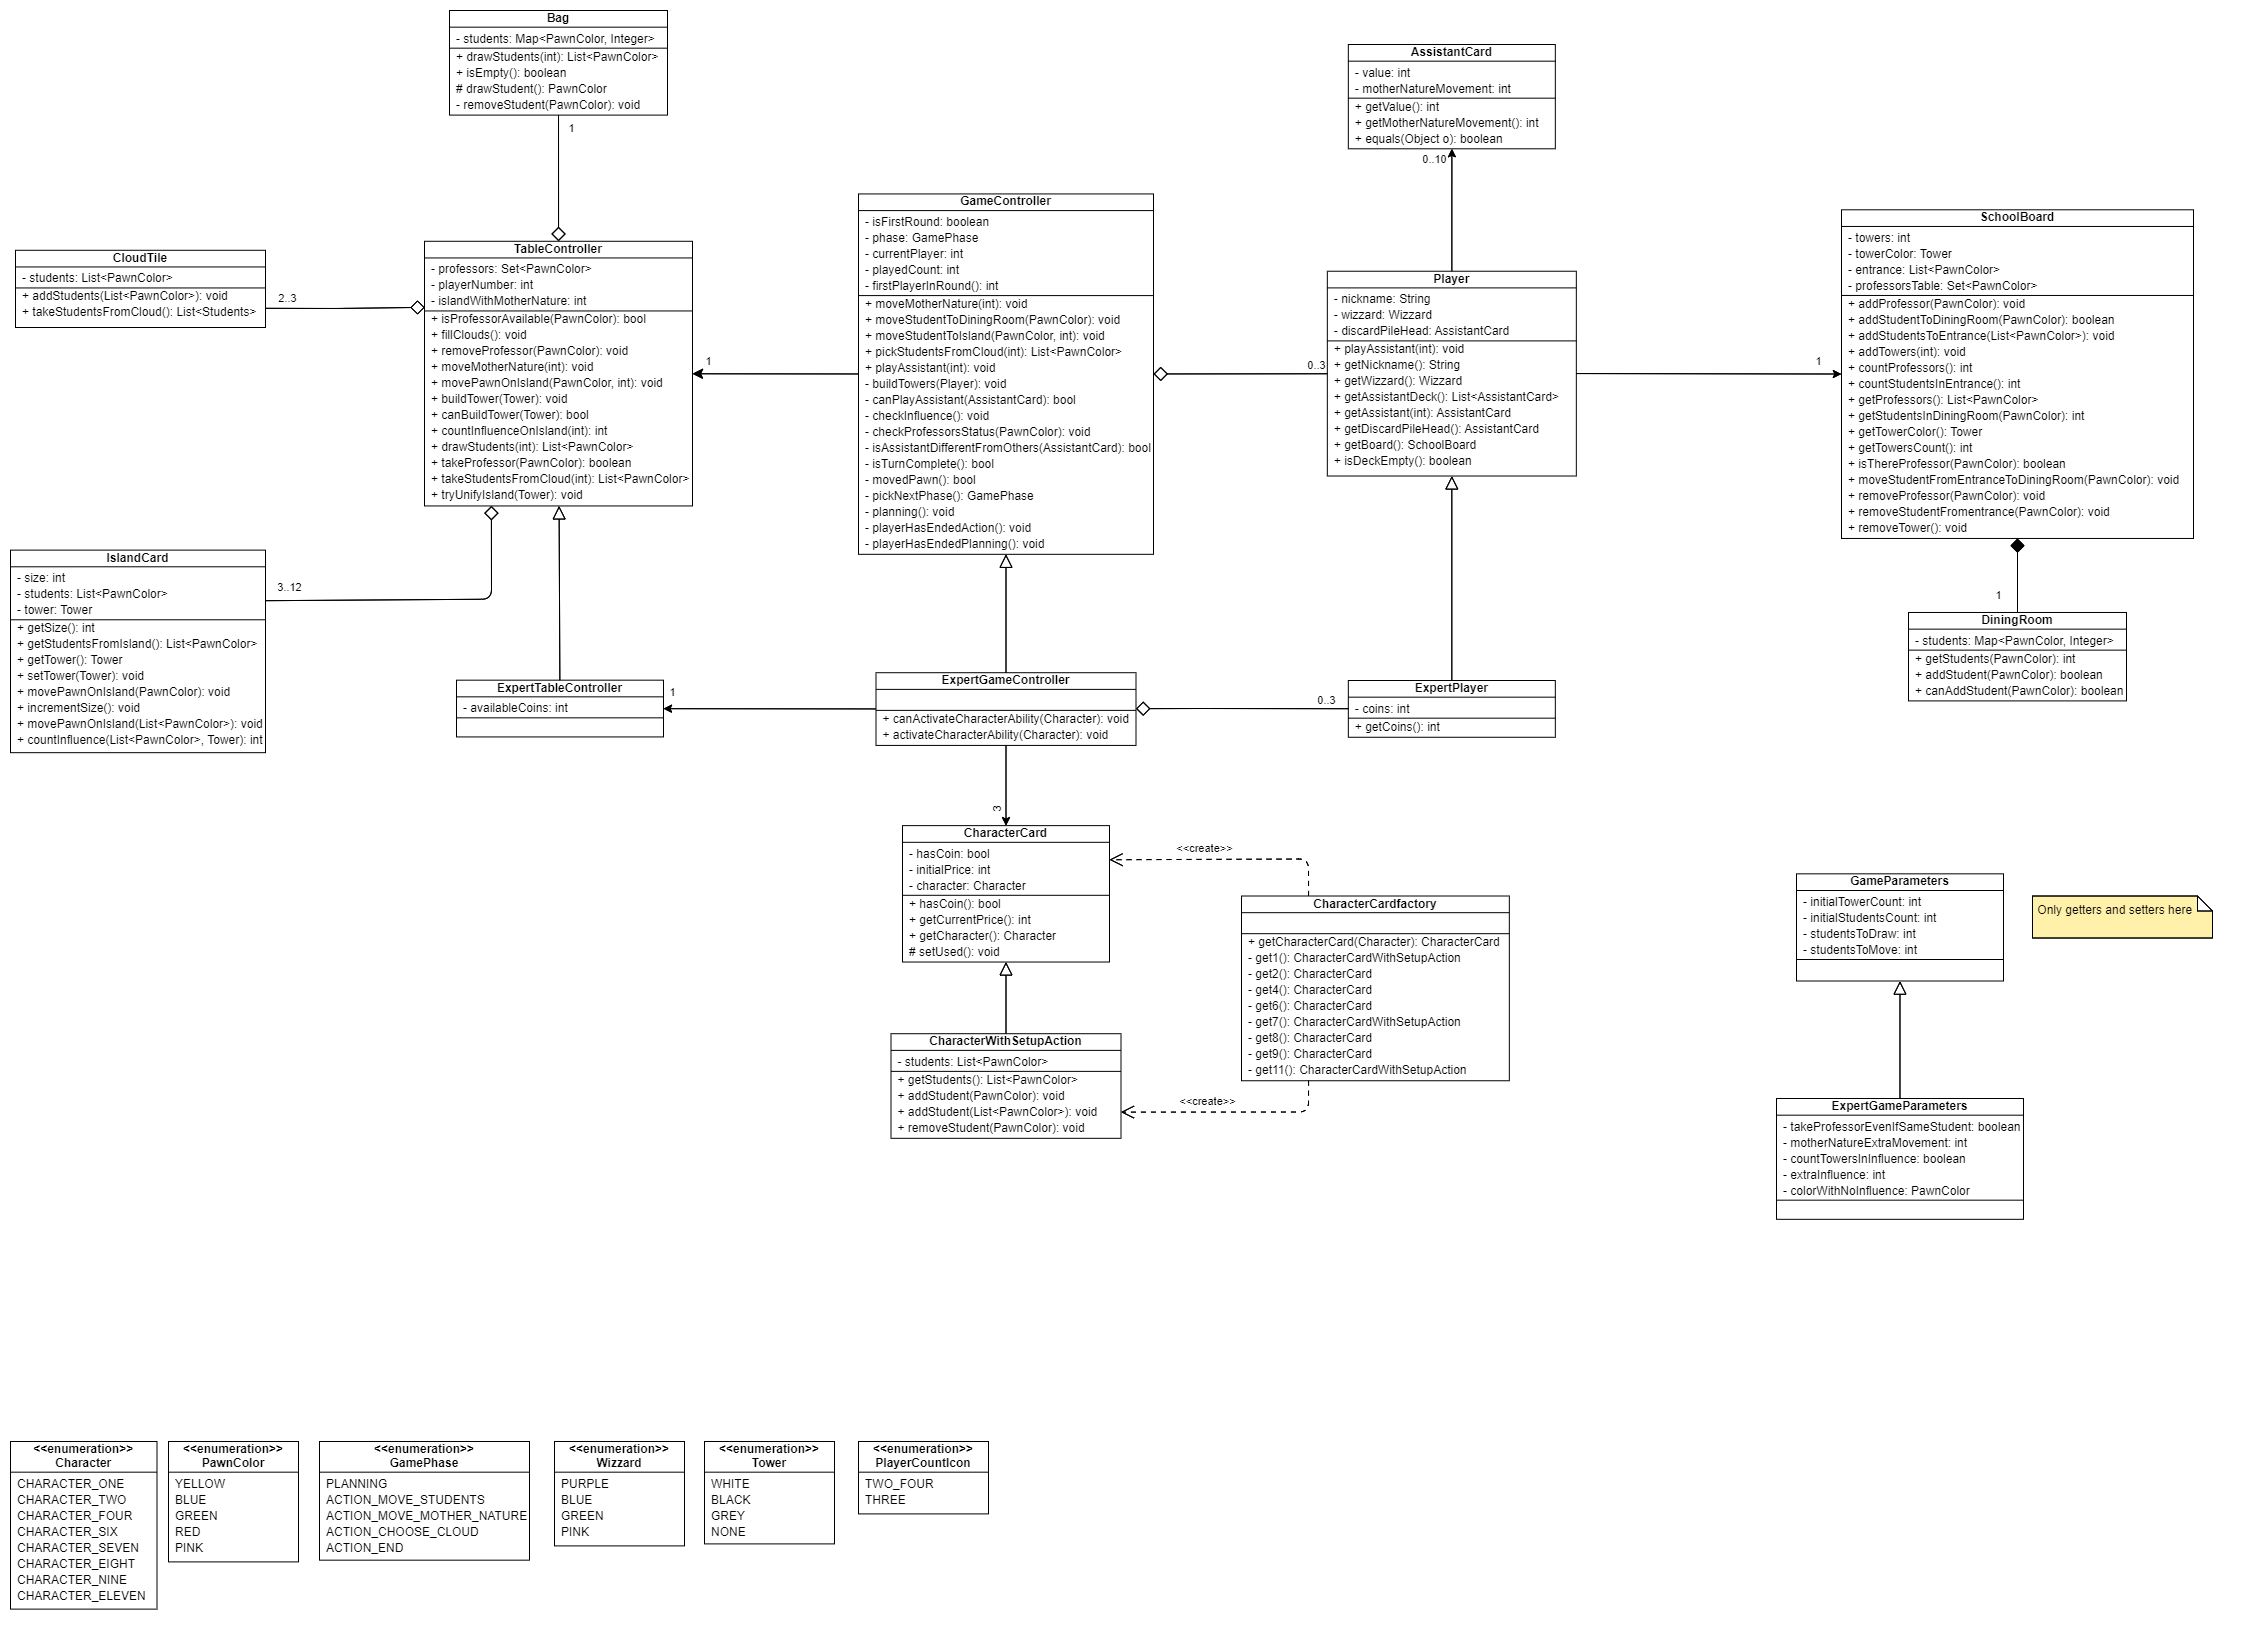 Bag
- students: Map<PawnColor, Integer>
+ drawStudents(int): List<PawnColor>
+ isEmpty(): boolean
# drawStudent(): PawnColor
- removeStudent(PawnColor): void
1
AssistantCard
- value: int
- motherNatureMovement: int
+ getValue(): int
+ getMotherNatureMovement(): int
+ equals(Object o): boolean
0..10
CloudTile
- students: List<PawnColor>
+ addStudents(List<PawnColor>): void
+ takeStudentsFromCloud(): List<Students>
2..3
TableController
- professors: Set<PawnColor>
- playerNumber: int
- islandWithMotherNature: int
+ isProfessorAvailable(PawnColor): bool
+ fillClouds(): void
+ removeProfessor(PawnColor): void
+ moveMotherNature(int): void
+ movePawnOnIsland(PawnColor, int): void
+ buildTower(Tower): void
+ canBuildTower(Tower): bool
+ countInfluenceOnIsland(int): int
+ drawStudents(int): List<PawnColor>
+ takeProfessor(PawnColor): boolean
+ takeStudentsFromCloud(int): List<PawnColor>
+ tryUnifyIsland(Tower): void
1
GameController
- isFirstRound: boolean
- phase: GamePhase
- currentPlayer: int
- playedCount: int
- firstPlayerInRound(): int
+ moveMotherNature(int): void
+ moveStudentToDiningRoom(PawnColor): void
+ moveStudentToIsland(PawnColor, int): void
+ pickStudentsFromCloud(int): List<PawnColor>
+ playAssistant(int): void
- buildTowers(Player): void
- canPlayAssistant(AssistantCard): bool
- checkInfluence(): void
- checkProfessorsStatus(PawnColor): void
- isAssistantDifferentFromOthers(AssistantCard): bool
- isTurnComplete(): bool
- movedPawn(): bool
- pickNextPhase(): GamePhase
- planning(): void
- playerHasEndedAction(): void
- playerHasEndedPlanning(): void
0..3
Player
- nickname: String
- wizzard: Wizzard
- discardPileHead: AssistantCard
+ playAssistant(int): void
+ getNickname(): String
+ getWizzard(): Wizzard
+ getAssistantDeck(): List<AssistantCard>
+ getAssistant(int): AssistantCard
+ getDiscardPileHead(): AssistantCard
+ getBoard(): SchoolBoard
+ isDeckEmpty(): boolean
1
SchoolBoard
- towers: int
- towerColor: Tower
- entrance: List<PawnColor>
- professorsTable: Set<PawnColor>
+ addProfessor(PawnColor): void
+ addStudentToDiningRoom(PawnColor): boolean
+ addStudentsToEntrance(List<PawnColor>): void
+ addTowers(int): void
+ countProfessors(): int
+ countStudentsInEntrance(): int
+ getProfessors(): List<PawnColor>
+ getStudentsInDiningRoom(PawnColor): int
+ getTowerColor(): Tower
+ getTowersCount(): int
+ isThereProfessor(PawnColor): boolean
+ moveStudentFromEntranceToDiningRoom(PawnColor): void
+ removeProfessor(PawnColor): void
+ removeStudentFromentrance(PawnColor): void
+ removeTower(): void
1
DiningRoom
- students: Map<PawnColor, Integer>
+ getStudents(PawnColor): int
+ addStudent(PawnColor): boolean
+ canAddStudent(PawnColor): boolean
IslandCard
- size: int
- students: List<PawnColor>
- tower: Tower
+ getSize(): int
+ getStudentsFromIsland(): List<PawnColor>
+ getTower(): Tower
+ setTower(Tower): void
+ movePawnOnIsland(PawnColor): void
+ incrementSize(): void
+ movePawnOnIsland(List<PawnColor>): void
+ countInfluence(List<PawnColor>, Tower): int
3..12
ExpertTableController
- availableCoins: int
1
ExpertGameController
+ canActivateCharacterAbility(Character): void
+ activateCharacterAbility(Character): void
0..3
ExpertPlayer
- coins: int
+ getCoins(): int
3
CharacterCard
- hasCoin: bool
- initialPrice: int
- character: Character
+ hasCoin(): bool
+ getCurrentPrice(): int
+ getCharacter(): Character
# setUsed(): void
<<create>>
CharacterCardfactory
+ getCharacterCard(Character): CharacterCard
- get1(): CharacterCardWithSetupAction
- get2(): CharacterCard
- get4(): CharacterCard
- get6(): CharacterCard
- get7(): CharacterCardWithSetupAction
- get8(): CharacterCard
- get9(): CharacterCard
- get11(): CharacterCardWithSetupAction
<<create>>
CharacterWithSetupAction
- students: List<PawnColor>
+ getStudents(): List<PawnColor>
+ addStudent(PawnColor): void
+ addStudent(List<PawnColor>): void
+ removeStudent(PawnColor): void
GameParameters
- initialTowerCount: int
- initialStudentsCount: int
- studentsToDraw: int
- studentsToMove: int
Only getters and setters here
ExpertGameParameters
- takeProfessorEvenIfSameStudent: boolean
- motherNatureExtraMovement: int
- countTowersInInfluence: boolean
- extraInfluence: int
- colorWithNoInfluence: PawnColor
<<enumeration>>
Character
CHARACTER_ONE
CHARACTER_TWO
CHARACTER_FOUR
CHARACTER_SIX
CHARACTER_SEVEN
CHARACTER_EIGHT
CHARACTER_NINE
CHARACTER_ELEVEN
<<enumeration>>
PawnColor
YELLOW
BLUE
GREEN
RED
PINK
<<enumeration>>
GamePhase
PLANNING
ACTION_MOVE_STUDENTS
ACTION_MOVE_MOTHER_NATURE
ACTION_CHOOSE_CLOUD
ACTION_END
<<enumeration>>
Wizzard
PURPLE
BLUE
GREEN
PINK
<<enumeration>>
Tower
WHITE
BLACK
GREY
NONE
<<enumeration>>
PlayerCountIcon
TWO_FOUR
THREE